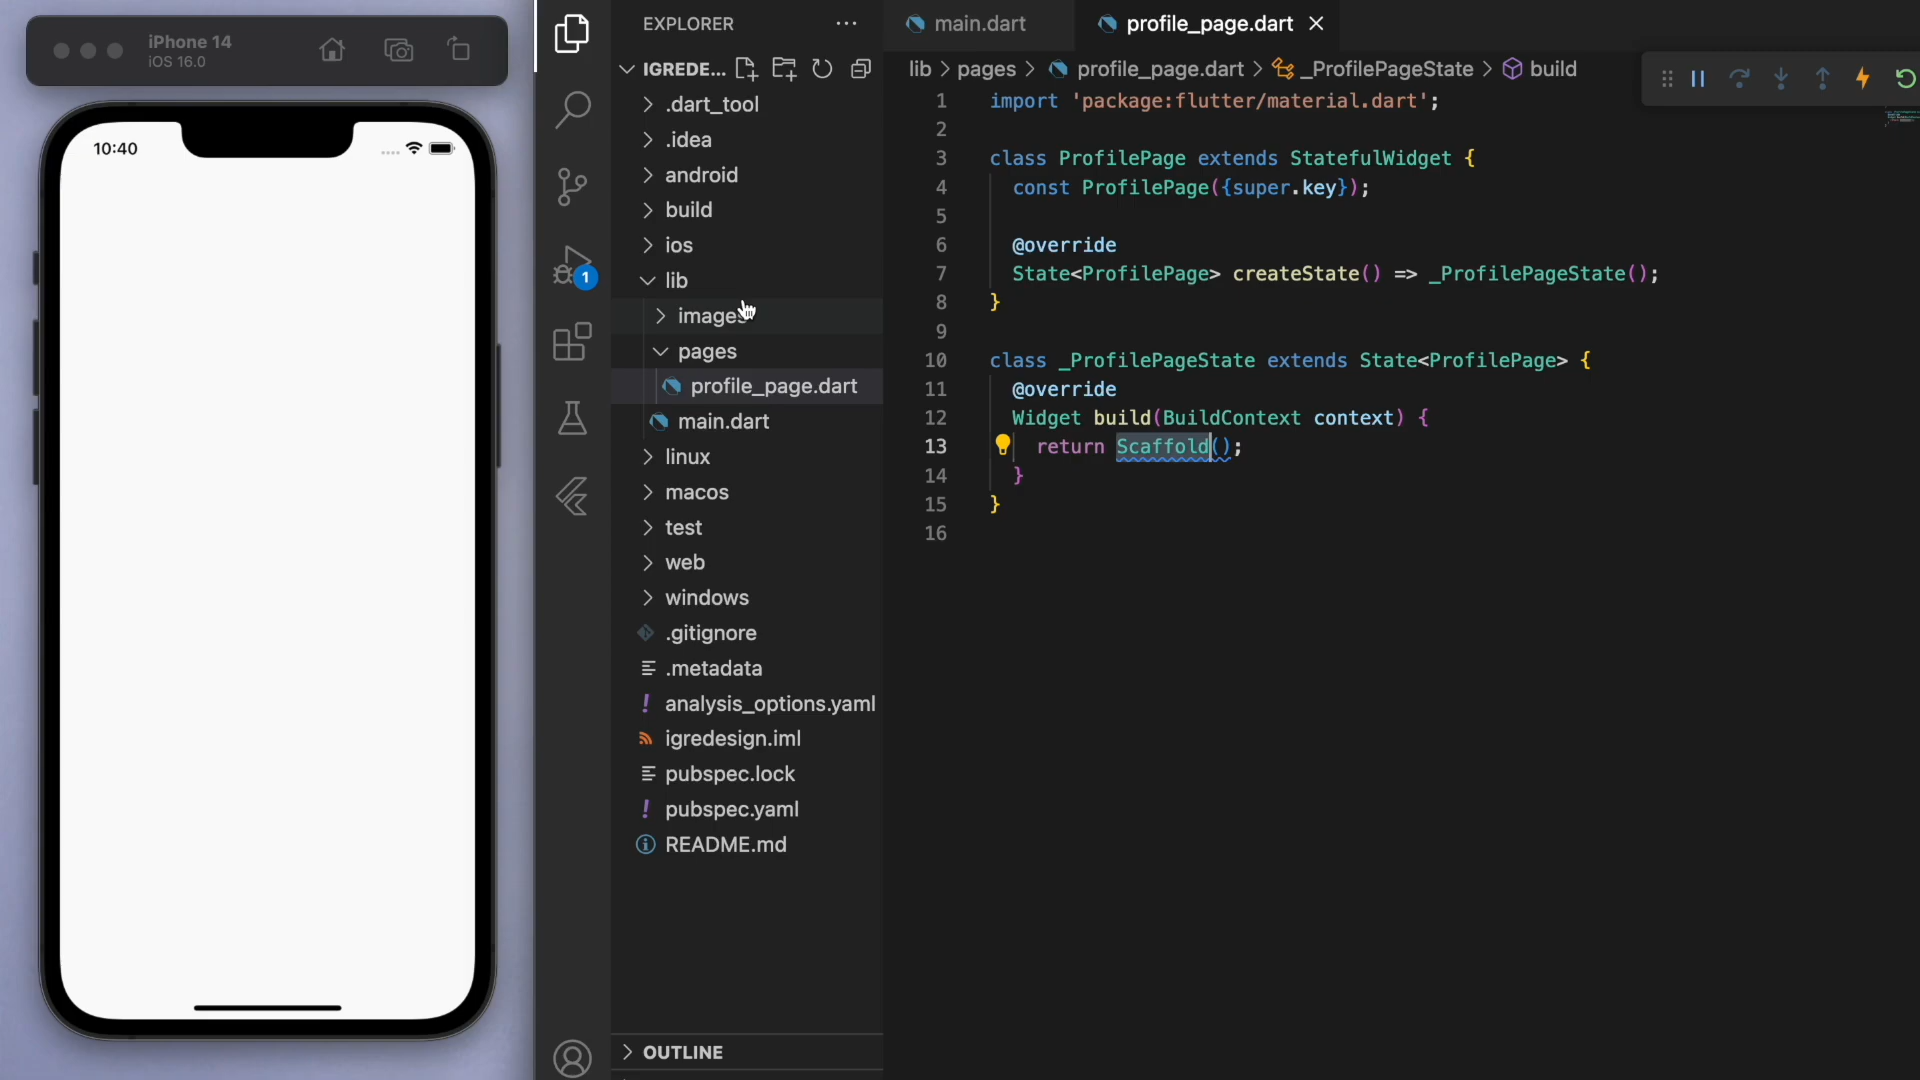 iPhone 14
iOS 16.0
10:40
1
EXPLORER
IGREDE...
.dart_tool
.idea
android
build
ios
lib
images
pages
profile_page.dart
main.dart
linux
macos
test
web
windows
.gitignore
.metadata
analysis_options.yaml
igredesign.iml
pubspec.lock
pubspec.yaml
README.md
OUTLINE
main.dart
profile_page.dart
lib > pages > profile_page.dart > _ProfilePageState > build
1 import 'package:flutter/material.dart';
2
3 class ProfilePage extends StatefulWidget {
4 const ProfilePage({super.key});
5
6 @override
7 State<ProfilePage> createState() => _ProfilePageState();
8 }
9
10 class _ProfilePageState extends State<ProfilePage> {
11 @override
12 Widget build(BuildContext context) {
13 return Scaffold();
14 }
15 }
16